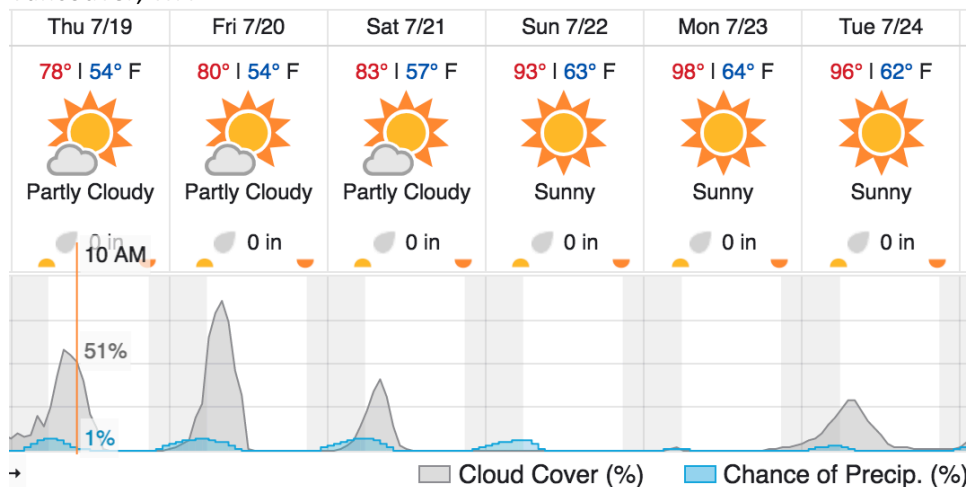 Thu 7/19 Fri 7/20 Sat 7/21 Sun 7/22 Mon 7/23 Tue 7/24
78° | 54° F 80° | 54° F 83° | 57° F 93° | 63° F 98° | 64° F 96° | 62° F
Partly Cloudy Partly Cloudy Partly Cloudy Sunny Sunny Sunny
0 in 0 in 0 in 0 in 0 in 0 in
10 AM
51%
1%
→ Cloud Cover (%) Chance of Precip. (%)